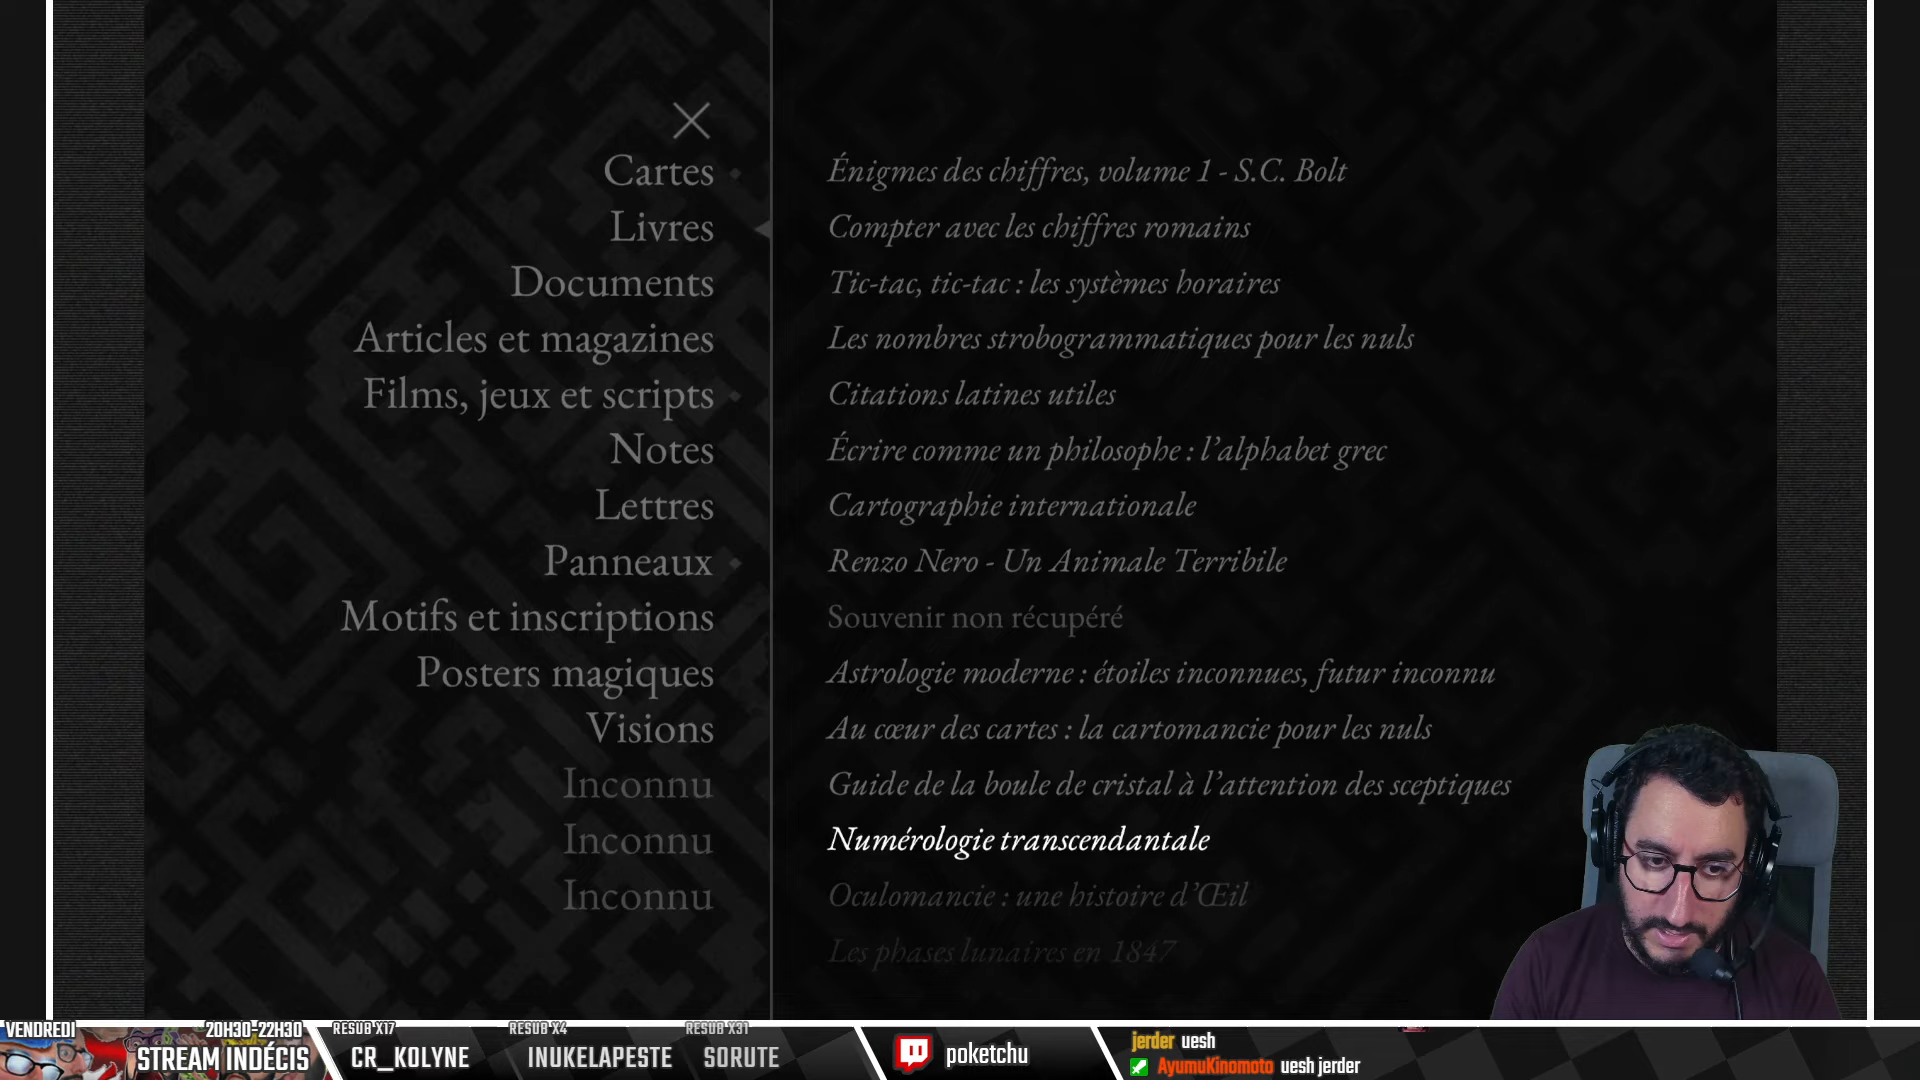 Cartes
Livres
Documents
Articles et magazines
Films, jeux et scripts
Notes
Lettres
Panneaux
Motifs et inscriptions
Posters magiques
Visions
Inconnu
Inconnu
Inconnu
Énigmes des chiffres, volume 1 - S.C. Bolt
Compter avec les chiffres romains
Tic-tac, tic-tac : les systèmes horaires
Les nombres strobogrammatiques pour les nuls
Citations latines utiles
Écrire comme un philosophe : l’alphabet grec
Cartographie internationale
Renzo Nero - Un Animale Terribile
Souvenir non récupéré
Astrologie moderne : étoiles inconnues, futur inconnu
Au cœur des cartes : la cartomancie pour les nuls
Guide de la boule de cristal à l’attention des sceptiques
Numérologie transcendantale
Oculomancie : une histoire d’Œil
Les phases lunaires en 1847
VENDREDI 20H30-22H30
STREAM INDÉCIS
RESUB X17
CR_KOLYNE
RESUB X4
INUKELAPESTE
RESUB X31
SORUTE
poketchu
jerder uesh
AyumuKinomoto uesh jerder